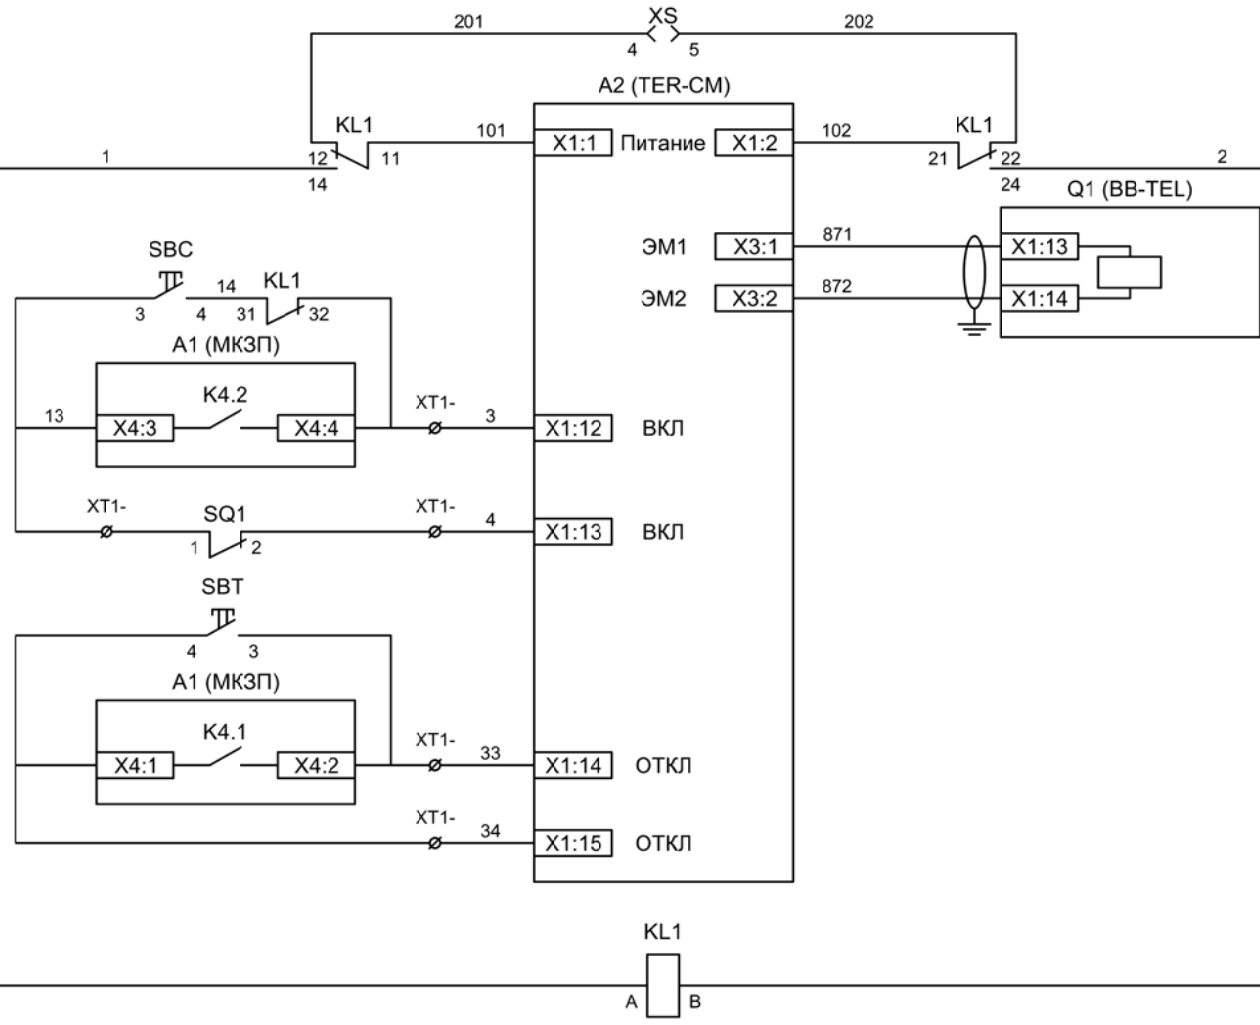 201 XS 202
4 5
A2 (TER-CM)
KL1 101 X1:1 Питание X1:2 102 KL1
1 12 11 21 22 2
14 24
Q1 (BB-TEL)
ЭМ1 X3:1 871 X1:13
ЭМ2 X3:2 872 X1:14
SBC
14 KL1
3 4 31 32
A1 (МКЗП)
K4.2 XT1-
13 X4:3 X4:4 3 X1:12 ВКЛ
XT1- SQ1 XT1-
4 X1:13 ВКЛ
1 2
SBT
4 3
A1 (МКЗП)
K4.1 XT1-
X4:1 X4:2 33 X1:14 ОТКЛ
XT1-
34 X1:15 ОТКЛ
KL1
A B